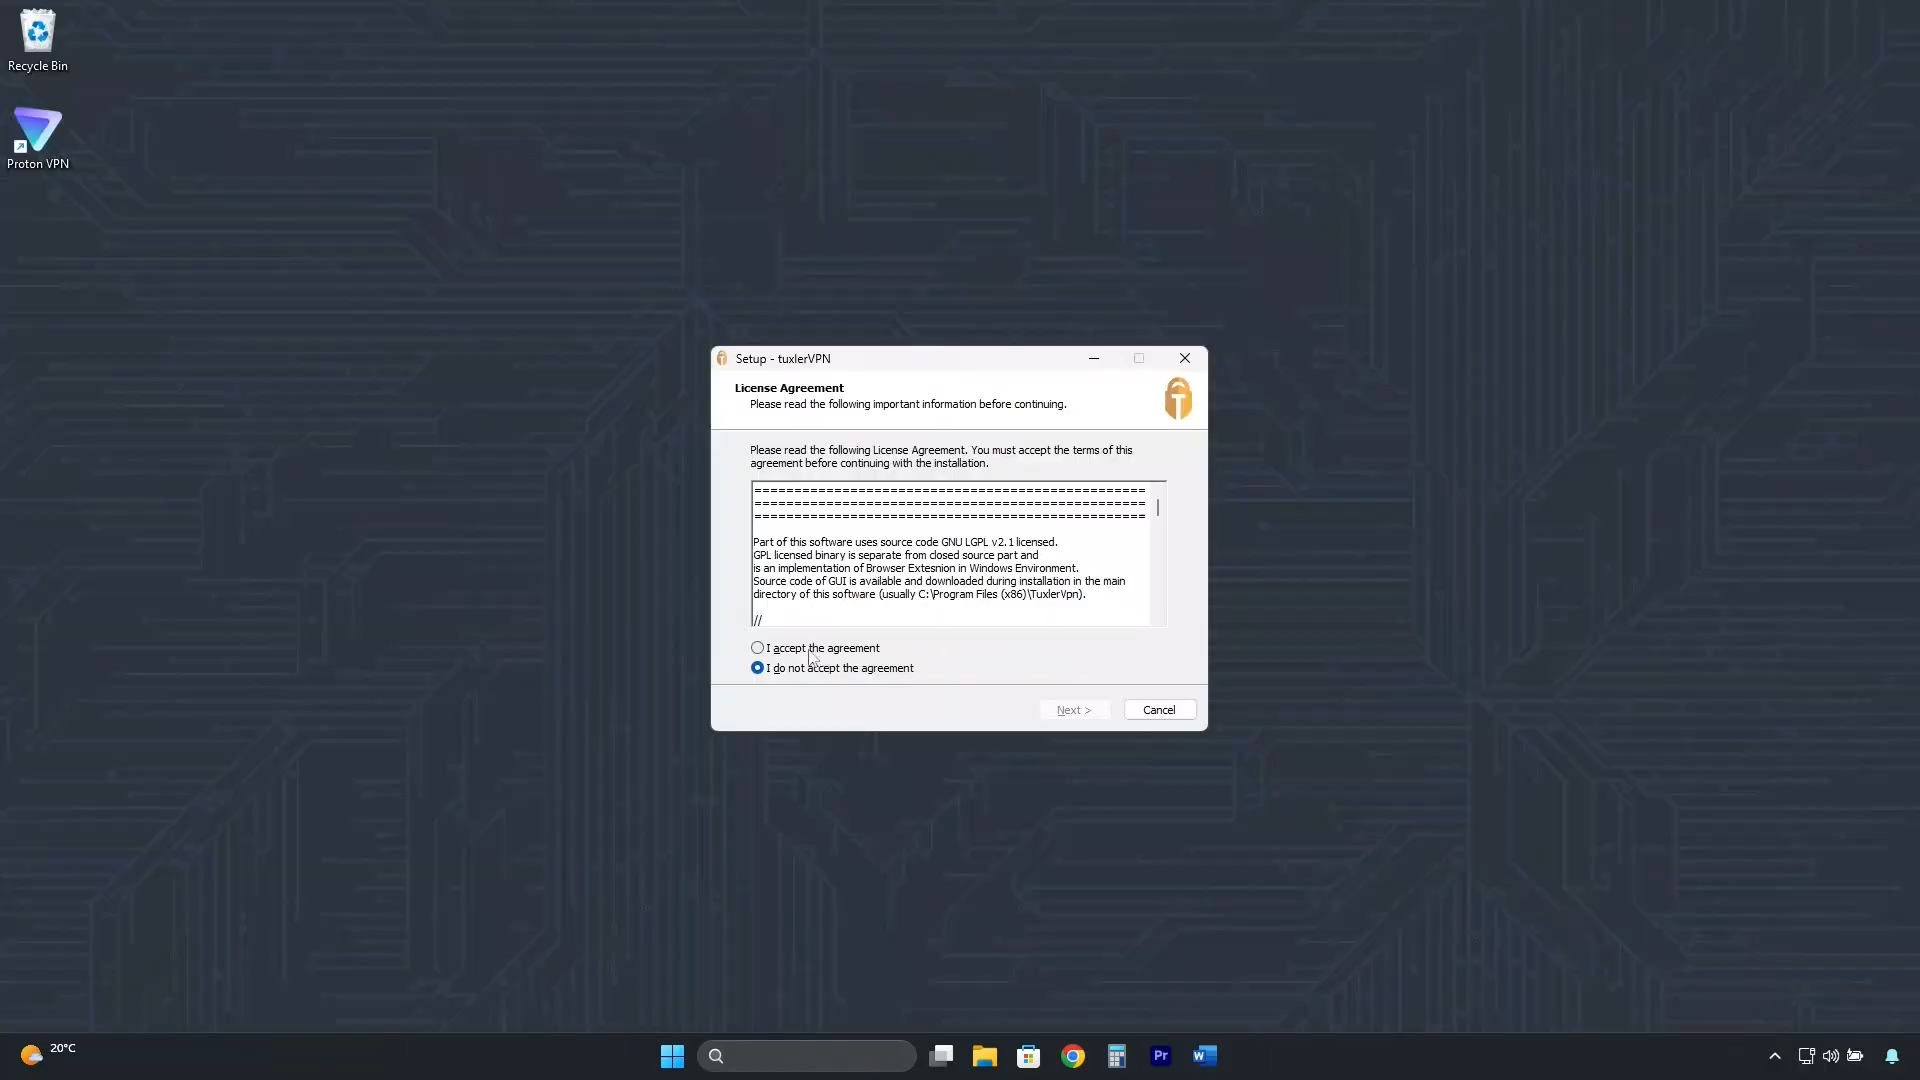 Recycle Bin
Proton VPN
Setup - tuxlerVPN
License Agreement
Please read the following important information before continuing.
Please read the following License Agreement. You must accept the terms of this
agreement before continuing with the installation.
=================================================
=================================================
=================================================
Part of this software uses source code GNU LGPL v2.1 licensed.
GPL licensed binary is separate from closed source part and
is an implementation of Browser Extesnion in Windows Environment.
Source code of GUI is available and downloaded during installation in the main
directory of this software (usually C:\Program Files (x86)\TuxlerVpn).
//
I accept the agreement
I do not accept the agreement
Next >
Cancel
20°C
Pr
W